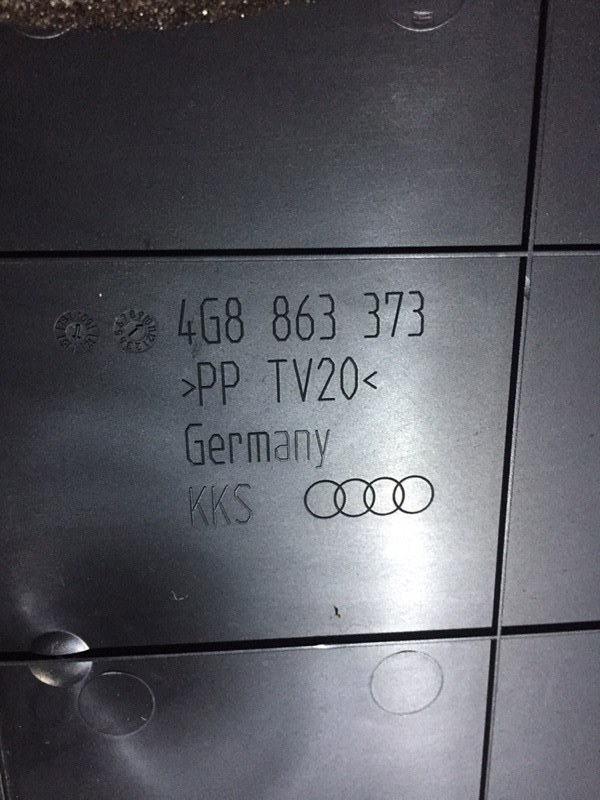 4G8 863 373
>PP TV20<
Germany
KKS